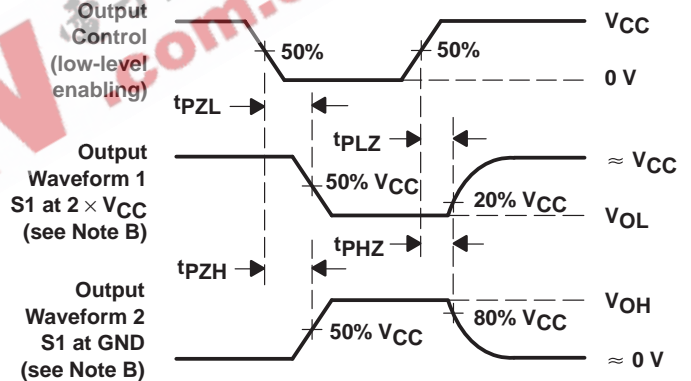 Output
Control
(low-level
enabling)
50%
50%
VCC
0 V
tPZL
tPLZ
Output
Waveform 1
S1 at 2 × VCC
(see Note B)
50% VCC
20% VCC
≈ VCC
VOL
tPZH
tPHZ
Output
Waveform 2
S1 at GND
(see Note B)
50% VCC
80% VCC
VOH
≈ 0 V
.com.